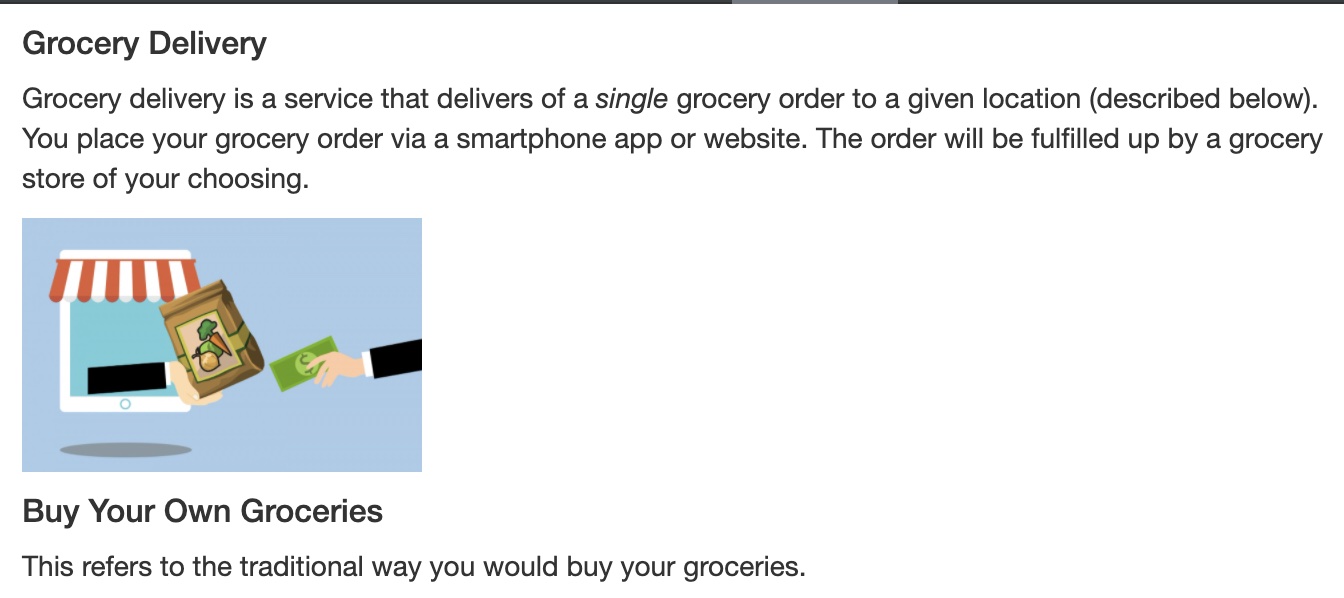 Grocery Delivery
Grocery delivery is a service that delivers of a single grocery order to a given location (described below).
You place your grocery order via a smartphone app or website. The order will be fulfilled up by a grocery
store of your choosing.
$
Buy Your Own Groceries
This refers to the traditional way you would buy your groceries.